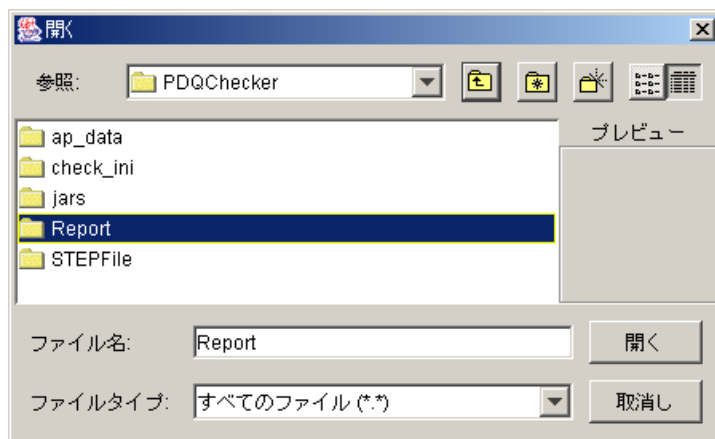 開く
参照: PDQChecker
ap_data
check_ini
jars
Report
STEPFile
プレビュー
ファイル名: Report 開く
ファイルタイプ: すべてのファイル (*.*) 取消し